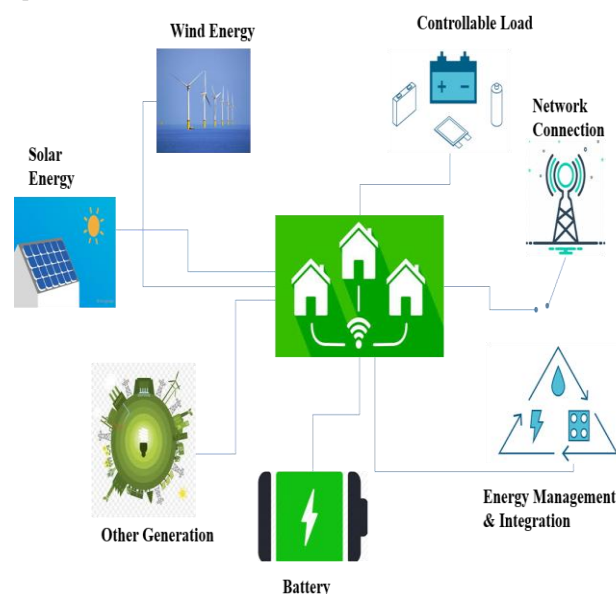 Controllable Load
Wind Energy
Network
Connection
Solar
Energy
Energy Management
& Integration
Other Generation
Battery